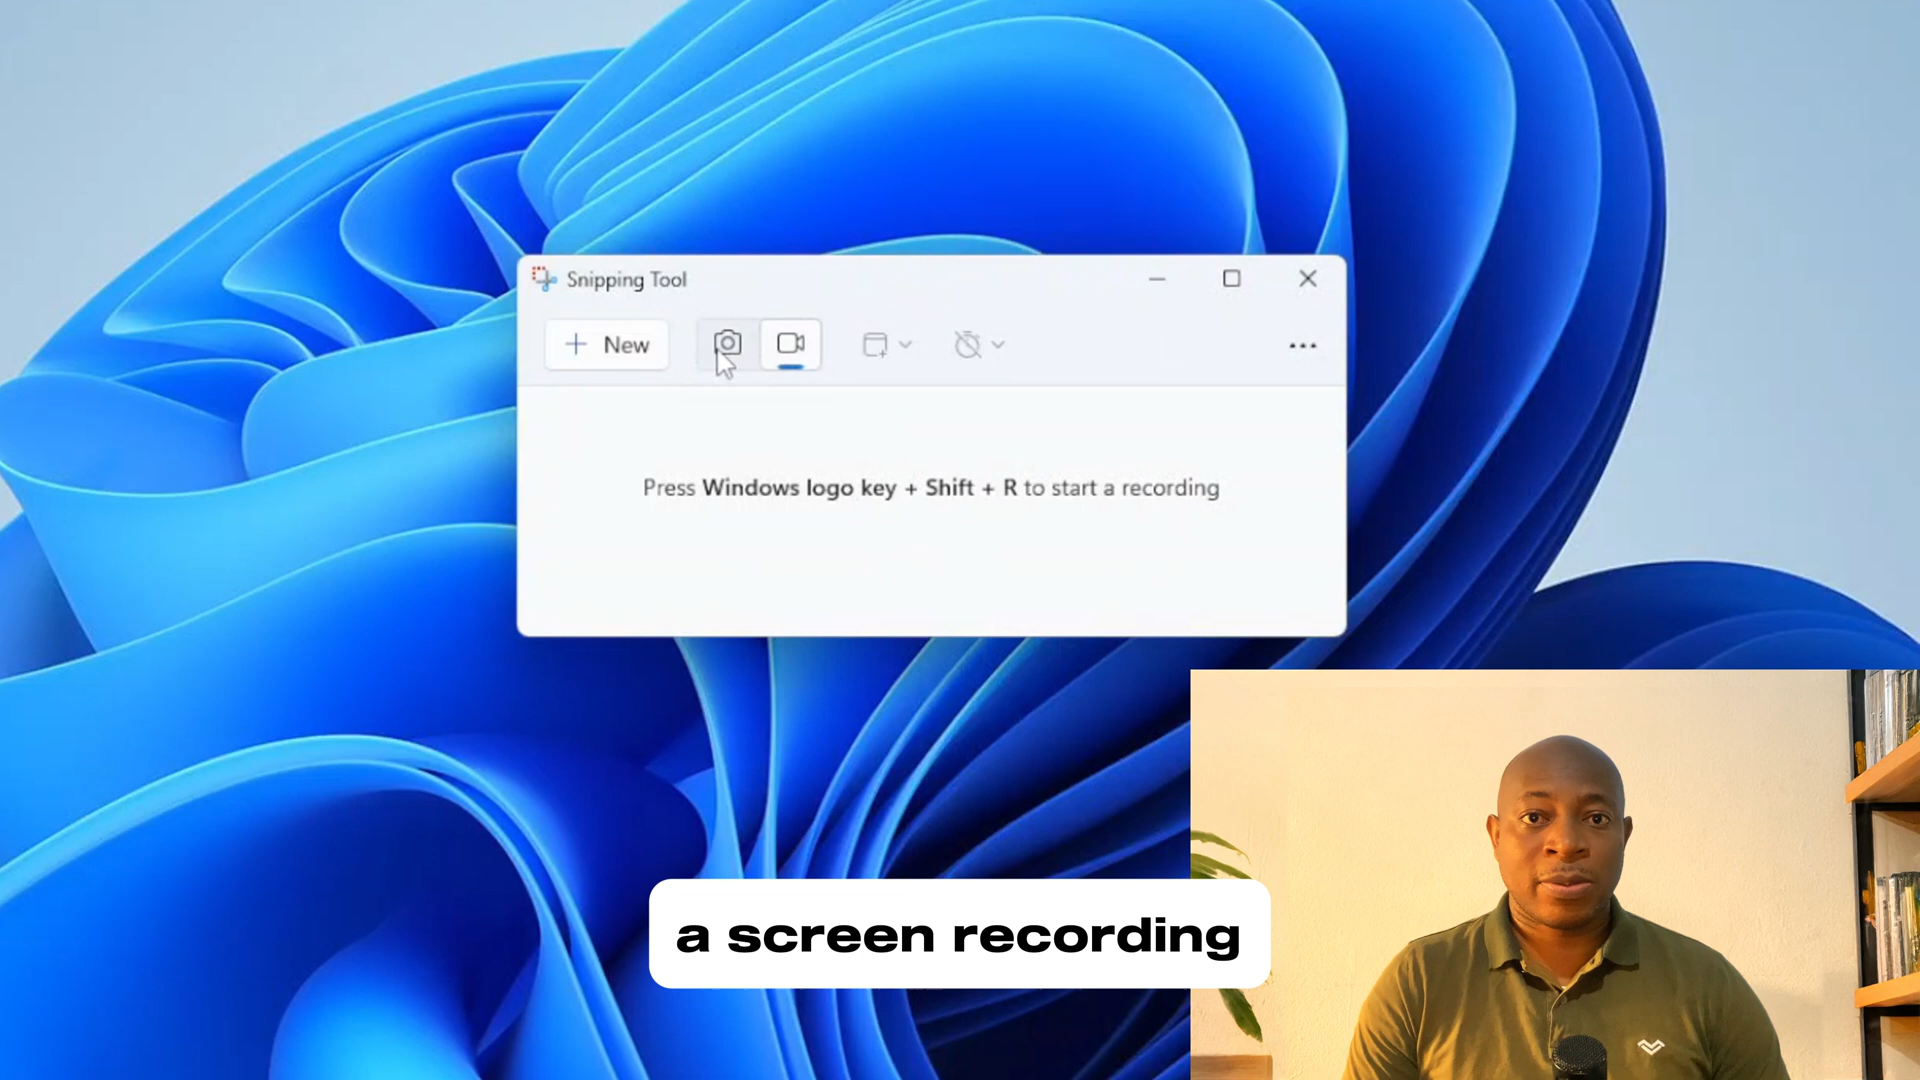 Snipping Tool
New
Press Windows logo key + Shift + R to start a recording
a screen recording